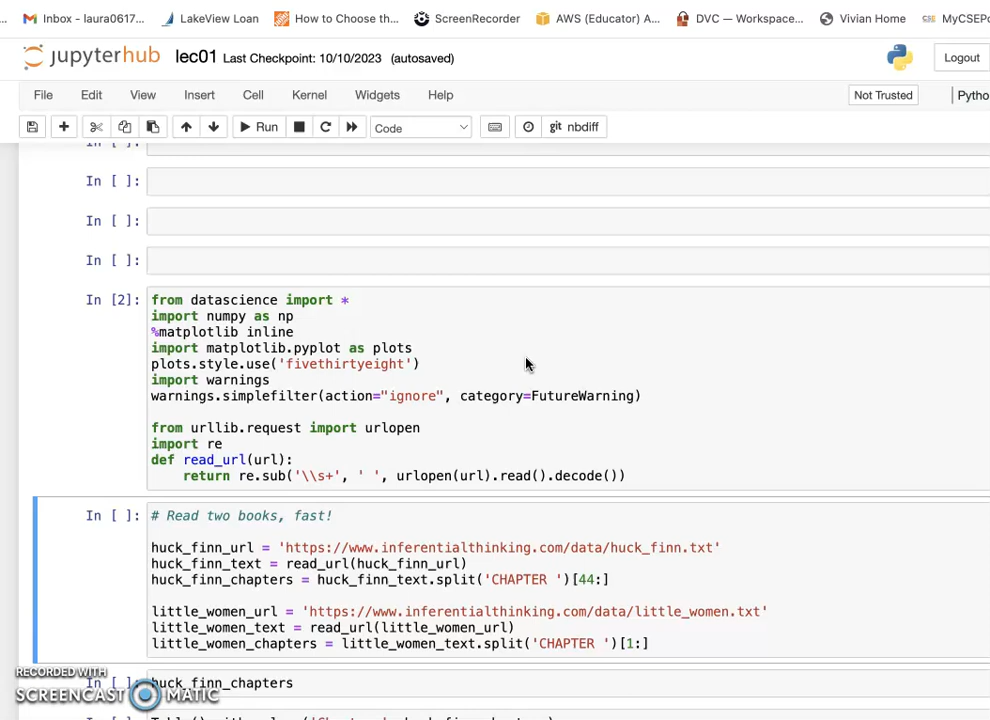 ... M Inbox - laura0617... LakeView Loan How to Choose the... ScreenRecorder AWS (Educator) A... DVC — Workspace... Vivian Home CSE MyCSEPo
jupyterhub lec01 Last Checkpoint: 10/10/2023 (autosaved) Logout
File Edit View Insert Cell Kernel Widgets Help Not Trusted Python
Run Code git nbdiff
In [ ]:
In [ ]:
In [ ]:
In [ ]:
In [2]: from datascience import *
import numpy as np
%matplotlib inline
import matplotlib.pyplot as plots
plots.style.use('fivethirtyeight')
import warnings
warnings.simplefilter(action="ignore", category=FutureWarning)
from urllib.request import urlopen
import re
def read_url(url):
return re.sub('\\s+', ' ', urlopen(url).read().decode())
In [ ]: # Read two books, fast!
huck_finn_url = 'https://www.inferentialthinking.com/data/huck_finn.txt'
huck_finn_text = read_url(huck_finn_url)
huck_finn_chapters = huck_finn_text.split('CHAPTER ')[44:]
little_women_url = 'https://www.inferentialthinking.com/data/little_women.txt'
little_women_text = read_url(little_women_url)
little_women_chapters = little_women_text.split('CHAPTER ')[1:]
RECORDED WITH
In [ ]: huck_finn_chapters
SCREENCAST MATIC